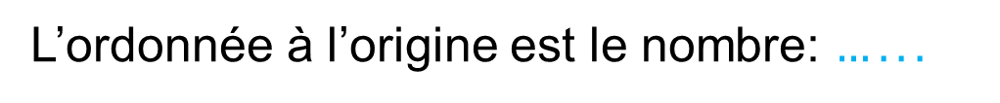 L’ordonnée à l’origine est le nombre: ......